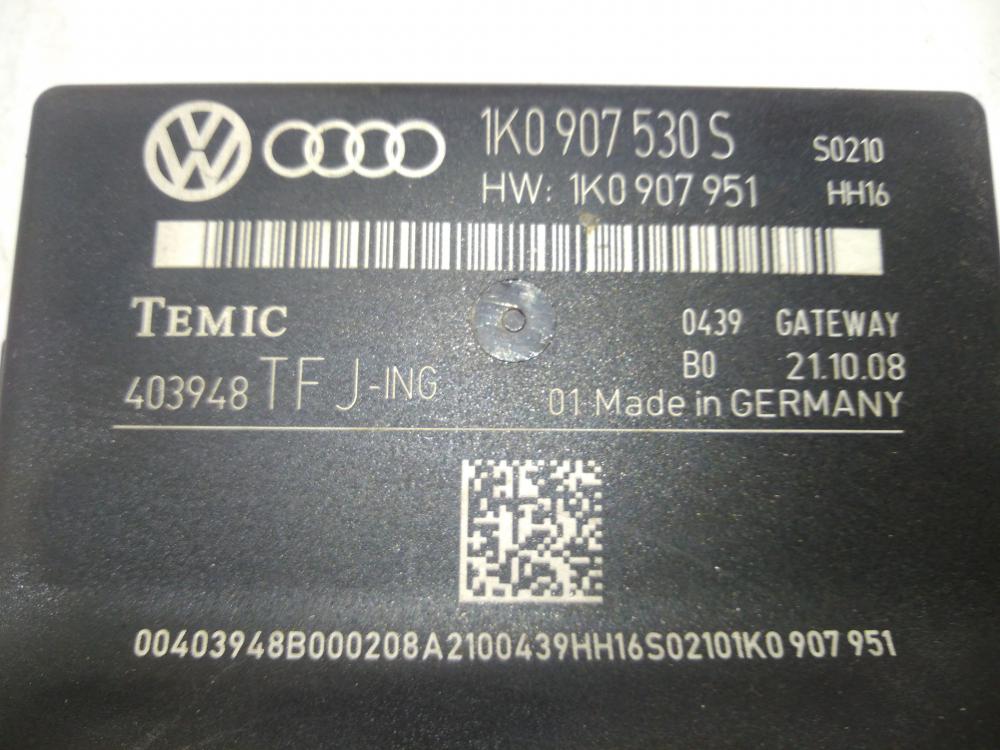 1K0 907 530 S S0210
HW: 1K0 907 951 HH16
TEMIC 0439 GATEWAY
B0 21.10.08
403948 TF J-ING 01 Made in GERMANY
00403948B000208A2100439HH16S02101K0 907 951